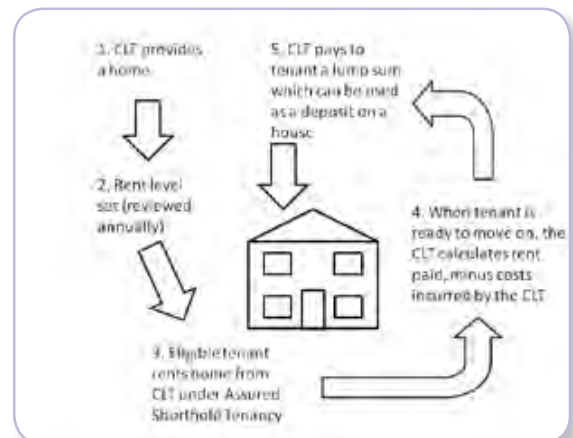 1. CLT provides
a home
2. Rent level
set (reviewed
annually)
3. Eligible tenant
rents home from
CLT under Assured
Shorthold Tenancy
4. When tenant is
ready to move on, the
CLT calculates rent
paid, minus costs
incurred by the CLT
5. CLT pays to
tenant a lump sum
which can be used
as a deposit on a
house